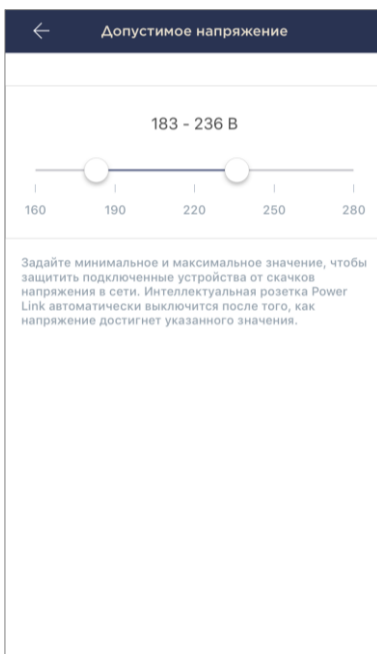 Допустимое напряжение
183 - 236 В
160 190 220 250 280
Задайте минимальное и максимальное значение, чтобы
защитить подключенные устройства от скачков
напряжения в сети. Интеллектуальная розетка Power
Link автоматически выключится после того, как
напряжение достигнет указанного значения.